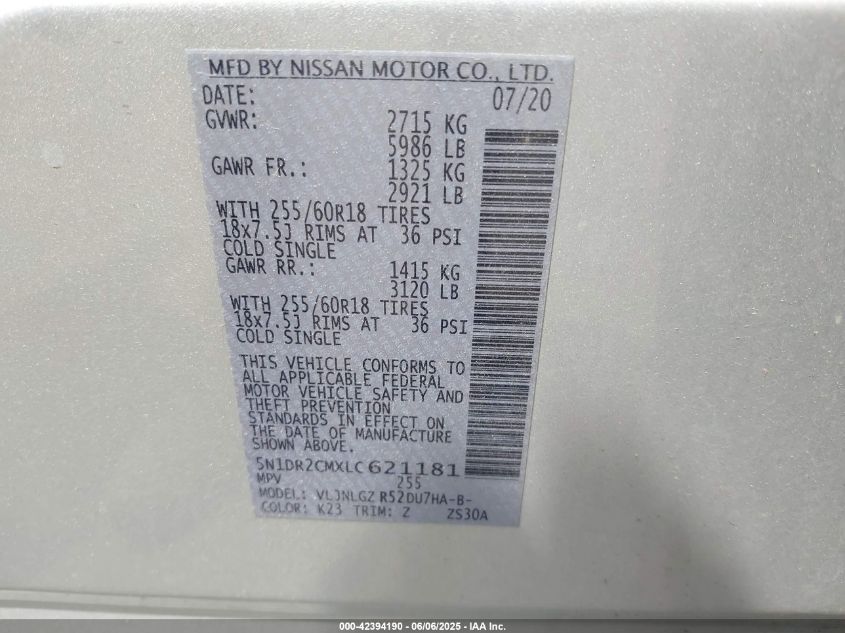 MFD BY NISSAN MOTOR CO., LTD.
DATE: 07/20
GVWR: 2715 KG
5986 LB
GAWR FR.: 1325 KG
2921 LB
WITH 255/60R18 TIRES
18x7.5J RIMS AT 36 PSI
COLD SINGLE
GAWR RR.: 1415 KG
3120 LB
WITH 255/60R18 TIRES
18x7.5J RIMS AT 36 PSI
COLD SINGLE
THIS VEHICLE CONFORMS TO
ALL APPLICABLE FEDERAL
MOTOR VEHICLE SAFETY AND
THEFT PREVENTION
STANDARDS IN EFFECT ON
THE DATE OF MANUFACTURE
SHOWN ABOVE.
5N1DR2CMXLC621181
MPV 255
MODEL: VLJNLGZ R52DU7HA-B-
COLOR: K23 TRIM: Z ZS30A
000-42394190 - 06/06/2025 - IAA Inc.